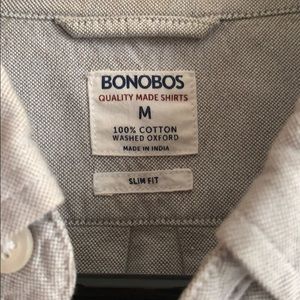 BONOBOS
QUALITY MADE SHIRTS
M
100% COTTON
WASHED OXFORD
MADE IN INDIA
SLIM FIT